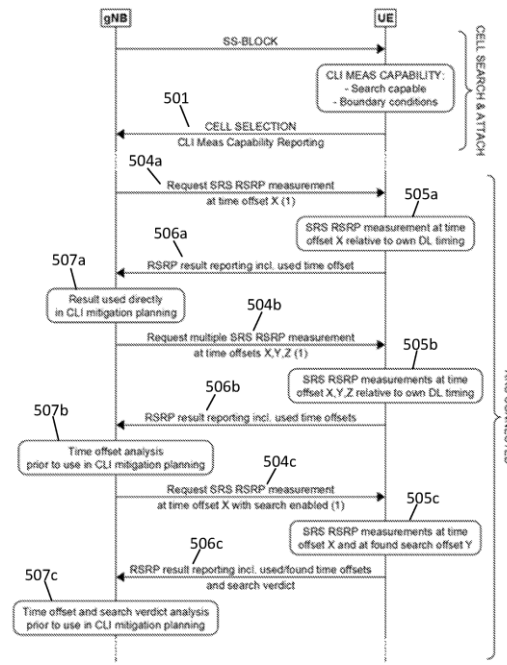 gNB
UE
SS-BLOCK
CLI MEAS CAPABILITY:
- Search capable
- Boundary conditions
CELL SEARCH & ATTACH
501
CELL SELECTION
CLI Meas Capability Reporting
504a
Request SRS RSRP measurement
at time offset X (1)
505a
SRS RSRP measurement at time
offset X relative to own DL timing
506a
RSRP result reporting incl. used time offset
507a
Result used directly
in CLI mitigation planning
504b
Request multiple SRS RSRP measurement
at time offsets X,Y,Z (1)
505b
SRS RSRP measurements at time
offset X,Y,Z relative to own DL timing
506b
RSRP result reporting incl. used time offsets
507b
Time offset analysis
prior to use in CLI mitigation planning
504c
Request SRS RSRP measurement
at time offset X with search enabled (1)
505c
SRS RSRP measurements at time
offset X and at found search offset Y
506c
RSRP result reporting incl. used/found time offsets
and search verdict
507c
Time offset and search verdict analysis
prior to use in CLI mitigation planning